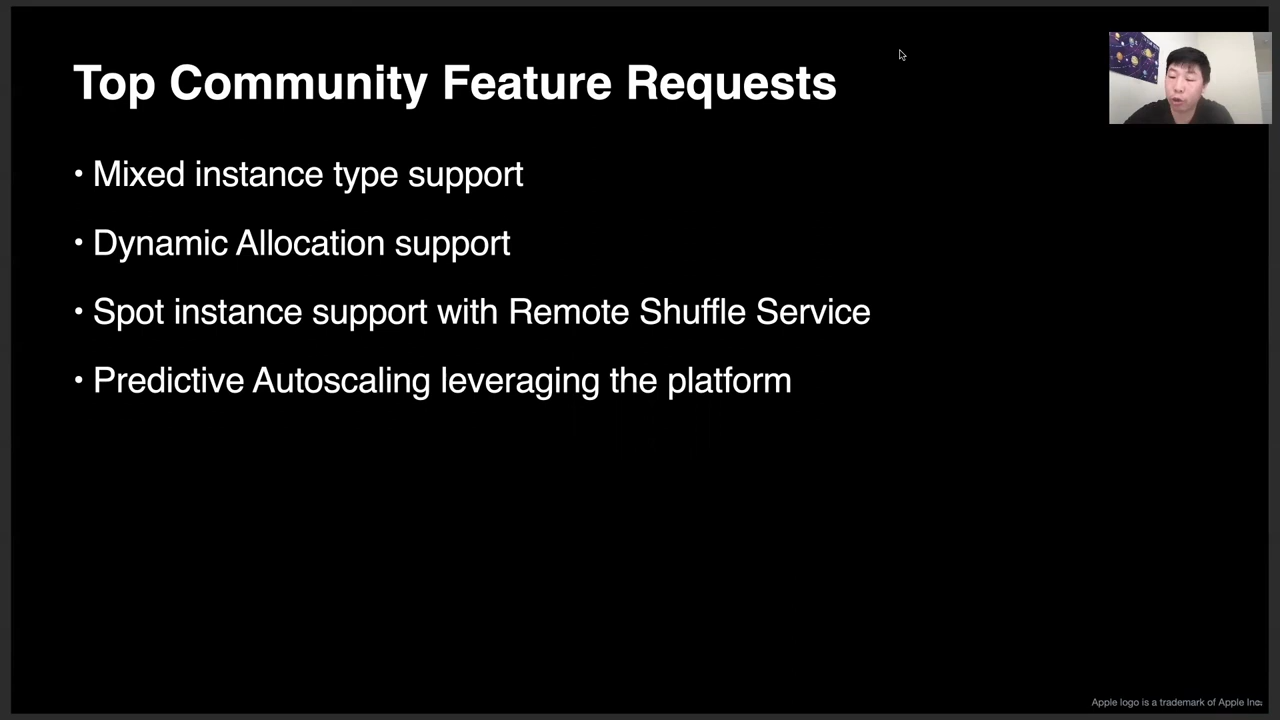 Top Community Feature Requests
• Mixed instance type support
• Dynamic Allocation support
• Spot instance support with Remote Shuffle Service
• Predictive Autoscaling leveraging the platform
Apple logo is a trademark of Apple Inc.